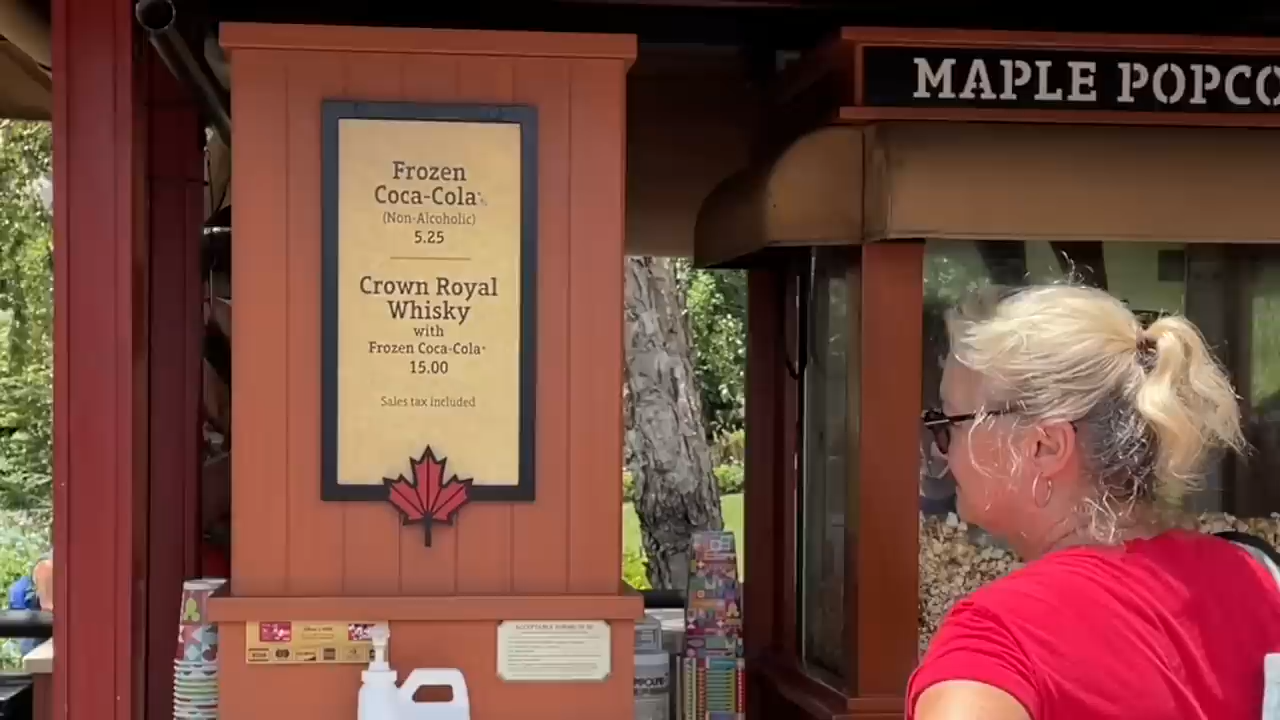 MAPLE POPCO
Frozen
Coca-Cola
(Non-Alcoholic)
5.25
Crown Royal
Whisky
with
Frozen Coca-Cola
15.00
Sales tax included